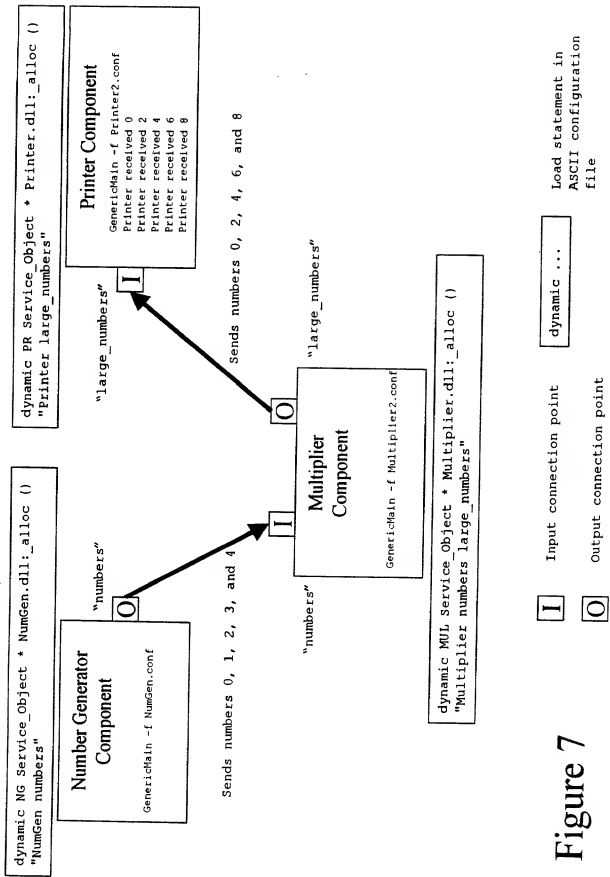 dynamic NG Service_Object * NumGen.dll:_alloc ()
"NumGen numbers"
Number Generator
Component
GenericMain -f NumGen.conf
O
"numbers"
Sends numbers 0, 1, 2, 3, and 4
dynamic PR Service_Object * Printer.dll:_alloc ()
"Printer large_numbers"
Printer Component
GenericMain -f Printer2.conf
Printer received 0
Printer received 2
Printer received 4
Printer received 6
Printer received 8
I
"large_numbers"
Sends numbers 0, 2, 4, 6, and 8
"numbers"
I
O
"large_numbers"
Multiplier
Component
GenericMain -f Multiplier2.conf
dynamic MUL Service_Object * Multiplier.dll:_alloc ()
"Multiplier numbers large_numbers"
Figure 7
I
Input connection point
O
Output connection point
dynamic ...
Load statement in
ASCII configuration
file